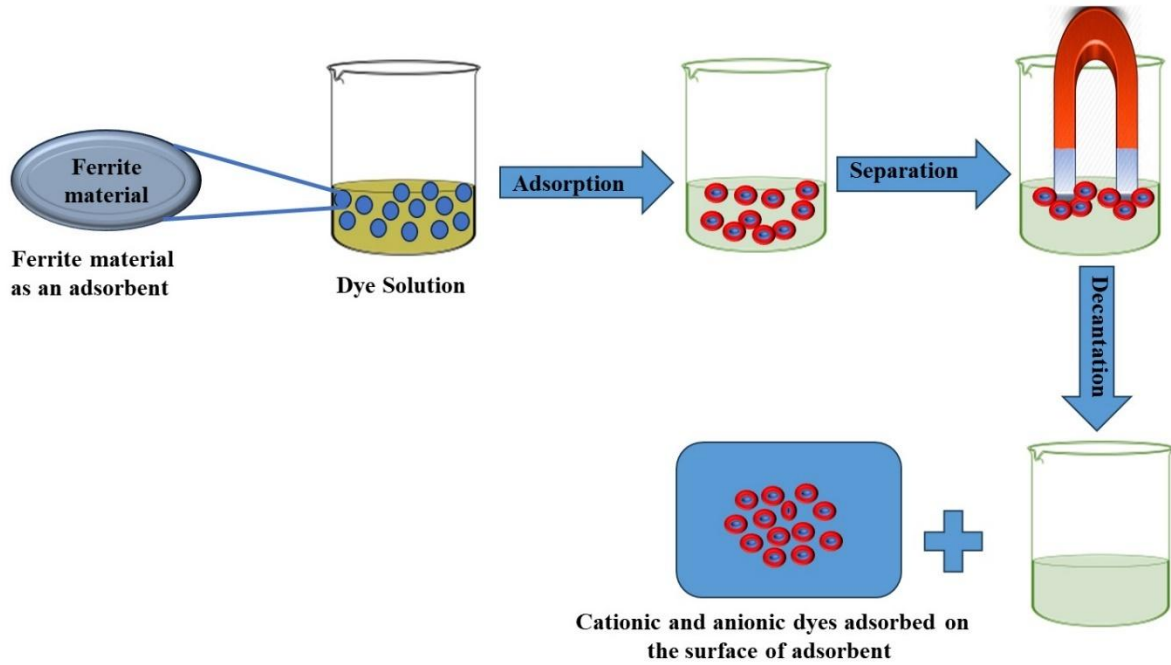 Ferrite
material
Ferrite material
as an adsorbent
Dye Solution
Adsorption
Separation
Decantation
Cationic and anionic dyes adsorbed on
the surface of adsorbent